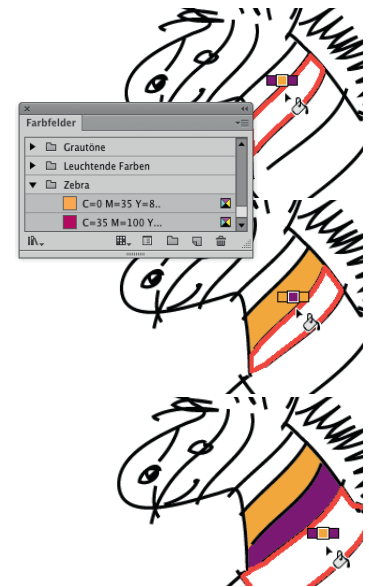 Farbfelder
Grautöne
Leuchtende Farben
Zebra
C=0 M=35 Y=8..
C=35 M=100 Y...